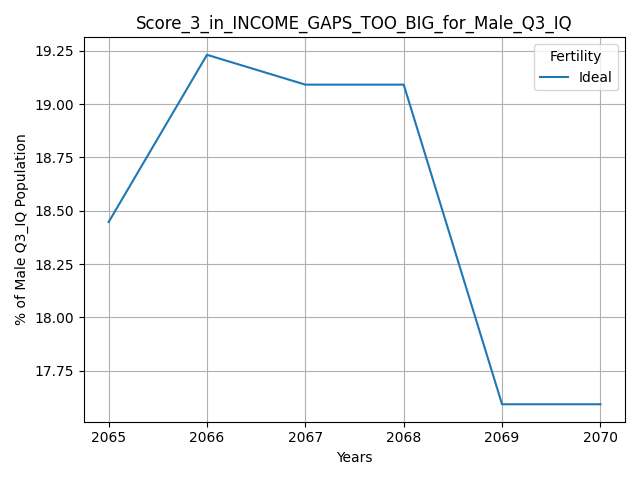 Score_3_in_INCOME_GAPS_TOO_BIG_for_Male_Q3_IQ
% of Male Q3_IQ Population
19.25
19.00
18.75
18.50
18.25
18.00
17.75
Fertility
Ideal
2065 2066 2067 2068 2069 2070
Years